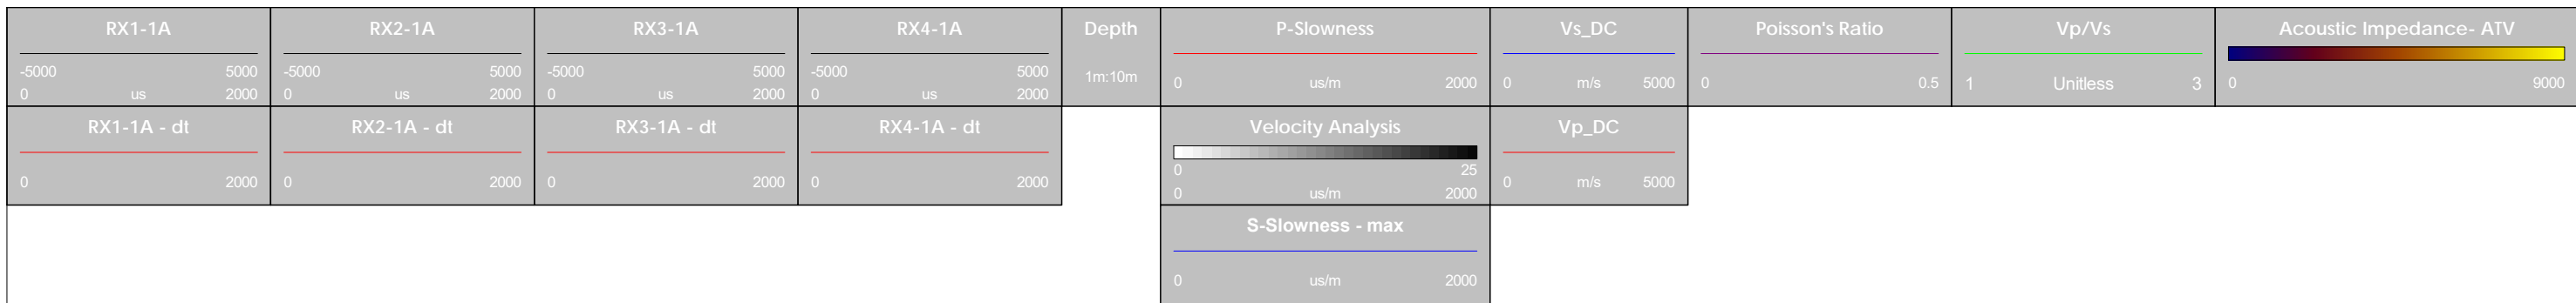 RX1-1A RX2-1A RX3-1A RX4-1A Depth P-Slowness Vs_DC Poisson's Ratio Vp/Vs Acoustic Impedance- ATV
-5000 5000 -5000 5000 -5000 5000 -5000 5000 1m:10m 0 us/m 2000 0 m/s 5000 0 0.5 1 Unitless 3 0 9000
0 us 2000 0 us 2000 0 us 2000 0 us 2000
RX1-1A - dt RX2-1A - dt RX3-1A - dt RX4-1A - dt Velocity Analysis Vp_DC
0 25
0 2000 0 2000 0 2000 0 2000 0 us/m 2000 0 m/s 5000
S-Slowness - max
0 us/m 2000